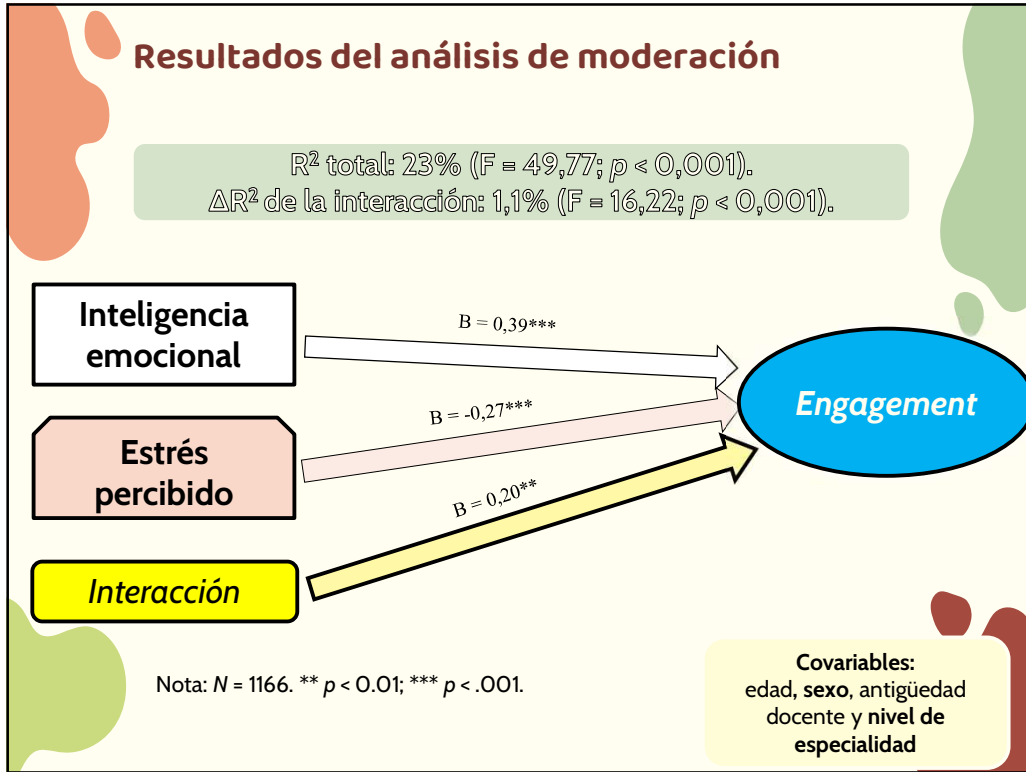 Resultados del análisis de moderación
R² total: 23% (F = 49,77; p < 0,001).
ΔR² de la interacción: 1,1% (F = 16,22; p < 0,001).
Inteligencia
emocional
B = 0,39***
Engagement
B = -0,27***
Estrés
percibido
B = 0,20**
Interacción
Nota: N = 1166. ** p < 0.01; *** p < .001.
Covariables:
edad, sexo, antigüedad
docente y nivel de
especialidad